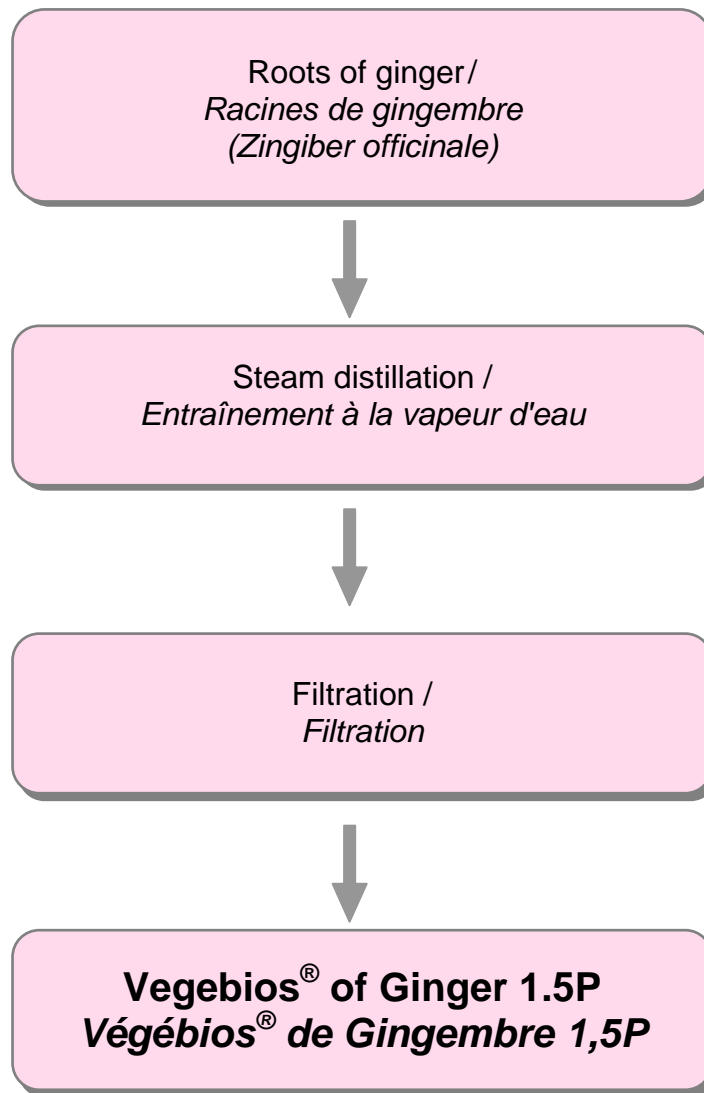 Roots of ginger/
Racines de gingembre
(Zingiber officinale)
Steam distillation /
Entraînement à la vapeur d'eau
Filtration /
Filtration
Vegebios® of Ginger 1.5P
Végébios® de Gingembre 1,5P